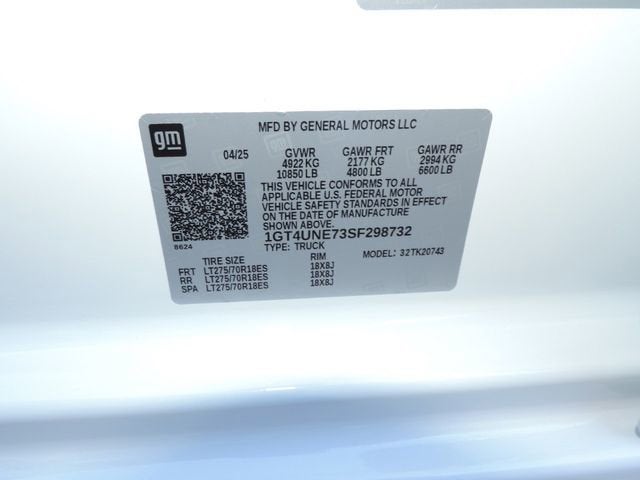 gm
MFD BY GENERAL MOTORS LLC
04/25 GVWR GAWR FRT GAWR RR
4922 KG 2177 KG 2994 KG
10850 LB 4800 LB 6600 LB
THIS VEHICLE CONFORMS TO ALL
APPLICABLE U.S. FEDERAL MOTOR
VEHICLE SAFETY STANDARDS IN EFFECT
ON THE DATE OF MANUFACTURE
SHOWN ABOVE.
1GT4UNE73SF298732
8624 TYPE: TRUCK MODEL: 32TK20743
TIRE SIZE RIM
FRT LT275/70R18ES 18X8J
RR LT275/70R18ES 18X8J
SPA LT275/70R18ES 18X8J